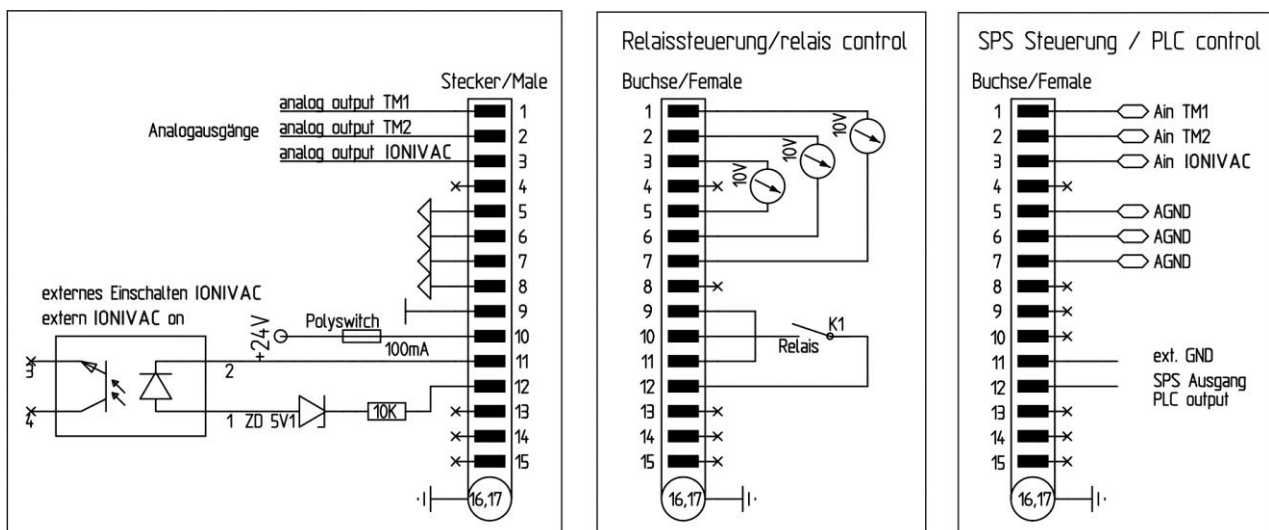 Stecker/Male
analog output TM1
analog output TM2
analog output IONIVAC
Analogausgänge
1
2
3
4
5
6
7
8
9
10
11
12
13
14
15
16,17
externes Einschalten IONIVAC
extern IONIVAC on
+24V
Polyswitch
100mA
3
4
2
1
ZD 5V1
10K
Relaissteuerung/relais control
Buchse/Female
1
2
3
4
5
6
7
8
9
10
11
12
13
14
15
16,17
10V
10V
10V
K1
Relais
SPS Steuerung / PLC control
Buchse/Female
1
2
3
4
5
6
7
8
9
10
11
12
13
14
15
16,17
Ain TM1
Ain TM2
Ain IONIVAC
AGND
AGND
AGND
ext. GND
SPS Ausgang
PLC output